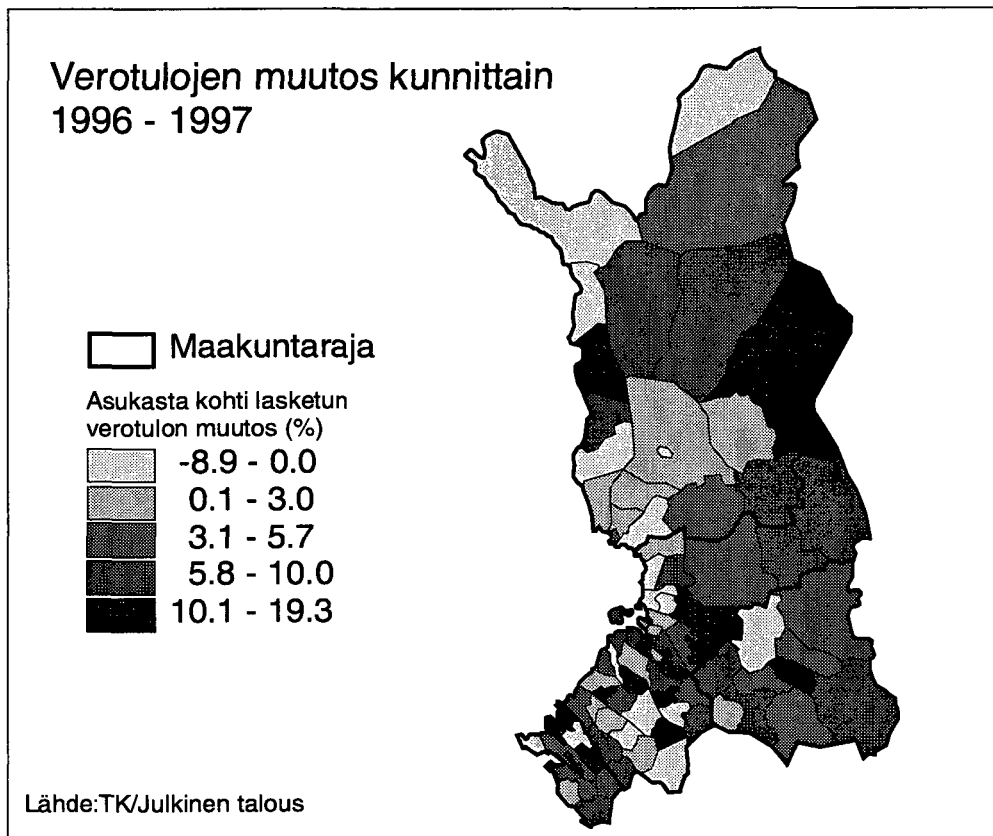 Verotulojen muutos kunnittain
1996 - 1997
Maakuntaraja
Asukasta kohti lasketun
verotulon muutos (%)
-8.9 - 0.0
0.1 - 3.0
3.1 - 5.7
5.8 - 10.0
10.1 - 19.3
Lähde:TK/Julkinen talous